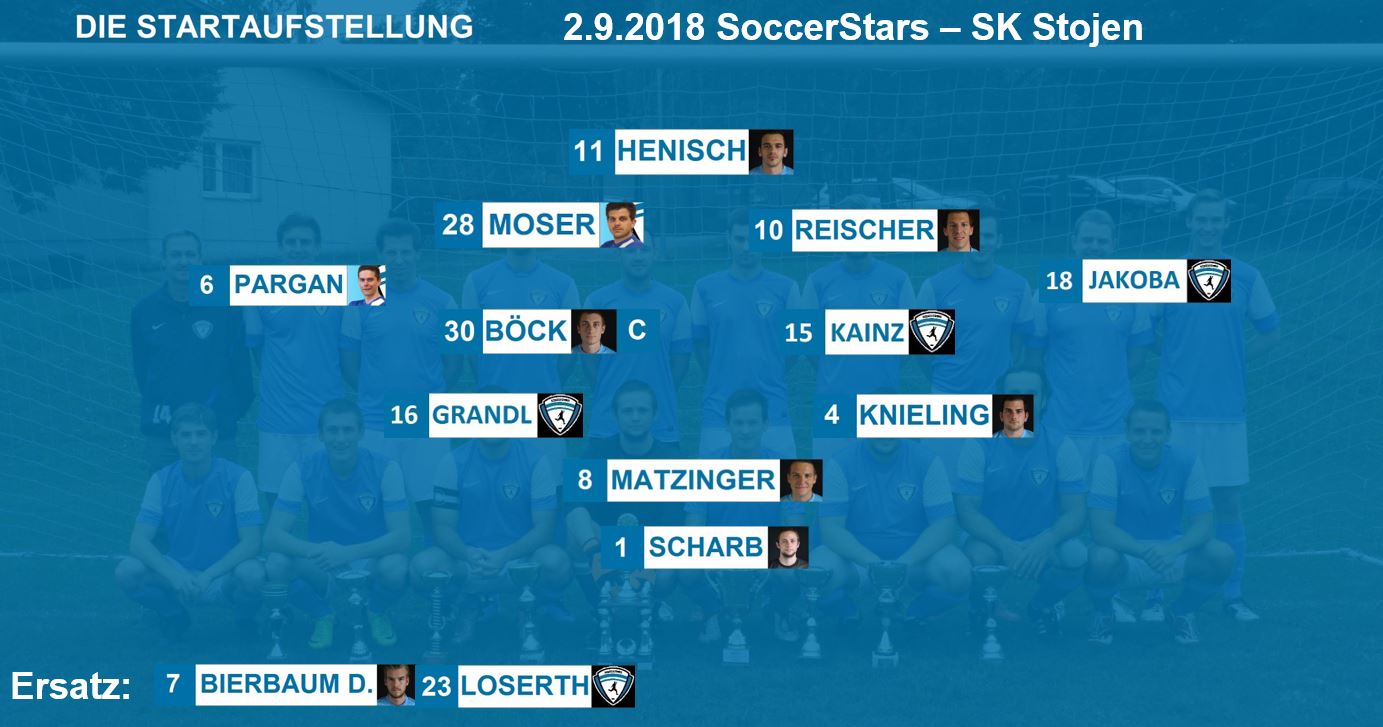 DIE STARTAUFSTELLUNG 2.9.2018 SoccerStars – SK Stojen
11 HENISCH
28 MOSER 10 REISCHER
6 PARGAN 18 JAKOBA
30 BÖCK C 15 KAINZ
16 GRANDL 4 KNIELING
8 MATZINGER
1 SCHARB
Ersatz: 7 BIERBAUM D. 23 LOSERTH